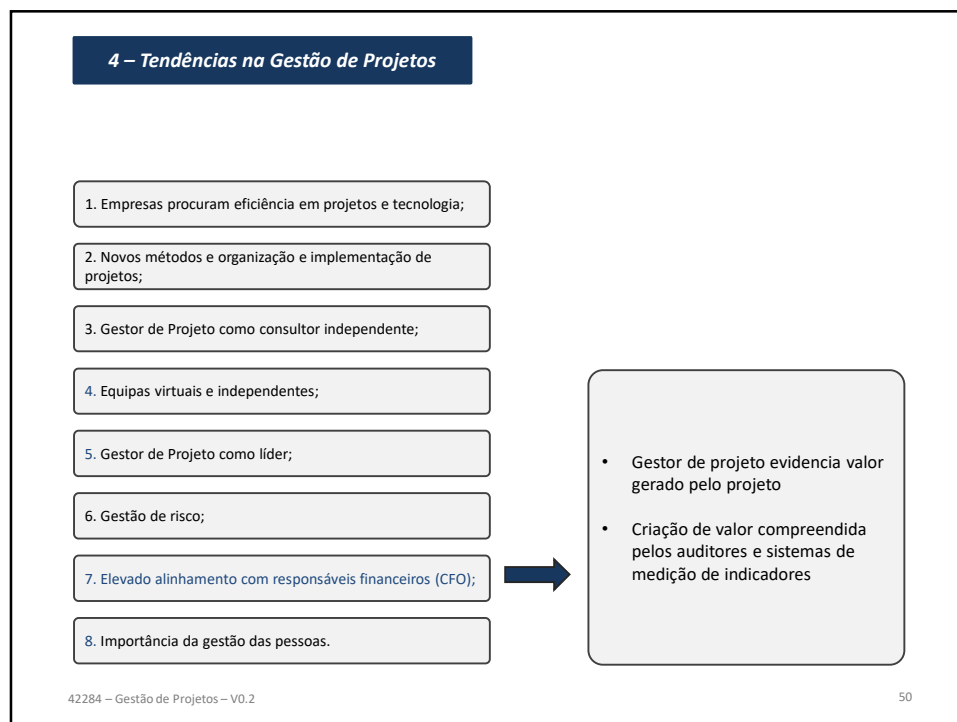 4 – Tendências na Gestão de Projetos
1. Empresas procuram eficiência em projetos e tecnologia;
2. Novos métodos e organização e implementação de
projetos;
3. Gestor de Projeto como consultor independente;
4. Equipas virtuais e independentes;
5. Gestor de Projeto como líder;
6. Gestão de risco;
7. Elevado alinhamento com responsáveis financeiros (CFO);
8. Importância da gestão das pessoas.
• Gestor de projeto evidencia valor
gerado pelo projeto
• Criação de valor compreendida
pelos auditores e sistemas de
medição de indicadores
42284 – Gestão de Projetos – V0.2
50